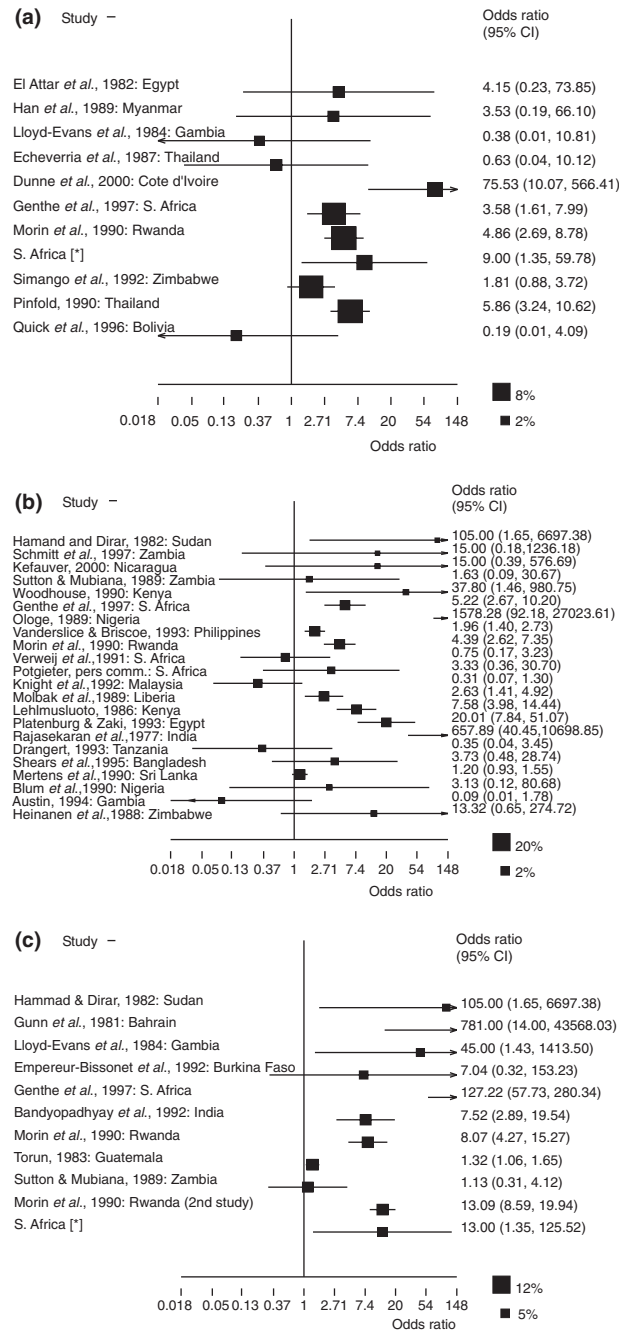 (a)
Study –
Odds ratio
(95% CI)
El Attar et al., 1982: Egypt 4.15 (0.23, 73.85)
Han et al., 1989: Myanmar 3.53 (0.19, 66.10)
Lloyd-Evans et al., 1984: Gambia 0.38 (0.01, 10.81)
Echeverria et al., 1987: Thailand 0.63 (0.04, 10.12)
Dunne et al., 2000: Cote d'Ivoire 75.53 (10.07, 566.41)
Genthe et al., 1997: S. Africa 3.58 (1.61, 7.99)
Morin et al., 1990: Rwanda 4.86 (2.69, 8.78)
S. Africa [*] 9.00 (1.35, 59.78)
Simango et al., 1992: Zimbabwe 1.81 (0.88, 3.72)
Pinfold, 1990: Thailand 5.86 (3.24, 10.62)
Quick et al., 1996: Bolivia 0.19 (0.01, 4.09)
8%
2%
0.018 0.05 0.13 0.37 1 2.71 7.4 20 54 148
Odds ratio
(b)
Study –
Odds ratio
(95% CI)
Hamand and Dirar, 1982: Sudan 105.00 (1.65, 6697.38)
Schmitt et al., 1997: Zambia 15.00 (0.18,1236.18)
Kefauver, 2000: Nicaragua 15.00 (0.39, 576.69)
Sutton & Mubiana, 1989: Zambia 1.63 (0.09, 30.67)
Woodhouse, 1990: Kenya 37.80 (1.46, 980.75)
Genthe et al., 1997: S. Africa 5.22 (2.67, 10.20)
Ologe, 1989: Nigeria 1578.28 (92.18, 27023.61)
Vanderslice & Briscoe, 1993: Philippines 1.96 (1.40, 2.73)
Morin et al., 1990: Rwanda 4.39 (2.62, 7.35)
Verweij et al.,1991: S. Africa 0.75 (0.17, 3.23)
Potgieter, pers comm.: S. Africa 3.33 (0.36, 30.70)
Knight et al.,1992: Malaysia 0.31 (0.07, 1.30)
Molbak et al.,1989: Liberia 2.63 (1.41, 4.92)
Lehlmusluoto, 1986: Kenya 7.58 (3.98, 14.44)
Platenburg & Zaki, 1993: Egypt 20.01 (7.84, 51.07)
Rajasekaran et al.,1977: India 657.89 (40.45,10698.85)
Drangert, 1993: Tanzania 0.35 (0.04, 3.45)
Shears et al.,1995: Bangladesh 3.73 (0.48, 28.74)
Mertens et al.,1990: Sri Lanka 1.20 (0.93, 1.55)
Blum et al.,1990: Nigeria 3.13 (0.12, 80.68)
Austin, 1994: Gambia 0.09 (0.01, 1.78)
Heinanen et al.,1988: Zimbabwe 13.32 (0.65, 274.72)
20%
2%
0.018 0.05 0.13 0.37 1 2.71 7.4 20 54 148
Odds ratio
(c)
Study –
Odds ratio
(95% CI)
Hammad & Dirar, 1982: Sudan 105.00 (1.65, 6697.38)
Gunn et al., 1981: Bahrain 781.00 (14.00, 43568.03)
Lloyd-Evans et al., 1984: Gambia 45.00 (1.43, 1413.50)
Empereur-Bissonet et al., 1992: Burkina Faso 7.04 (0.32, 153.23)
Genthe et al., 1997: S. Africa 127.22 (57.73, 280.34)
Bandyopadhyay et al., 1992: India 7.52 (2.89, 19.54)
Morin et al., 1990: Rwanda 8.07 (4.27, 15.27)
Torun, 1983: Guatemala 1.32 (1.06, 1.65)
Sutton & Mubiana, 1989: Zambia 1.13 (0.31, 4.12)
Morin et al., 1990: Rwanda (2nd study) 13.09 (8.59, 19.94)
S. Africa [*] 13.00 (1.35, 125.52)
12%
5%
0.018 0.05 0.13 0.37 1 2.71 7.4 20 54 148
Odds ratio